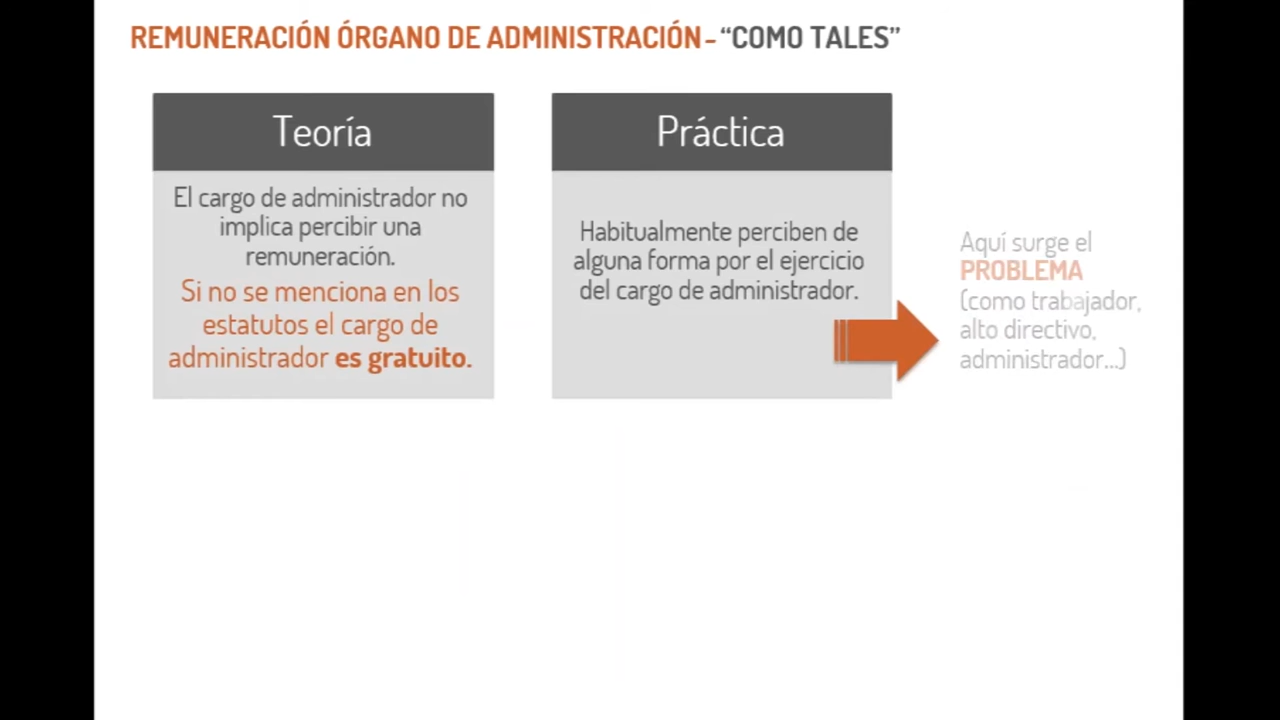 REMUNERACIÓN ÓRGANO DE ADMINISTRACIÓN - “COMO TALES”
Teoría
El cargo de administrador no
implica percibir una
remuneración.
Si no se menciona en los
estatutos el cargo de
administrador es gratuito.
Práctica
Habitualmente perciben de
alguna forma por el ejercicio
del cargo de administrador.
Aquí surge el
PROBLEMA
(como trabajador,
alto directivo,
administrador...)